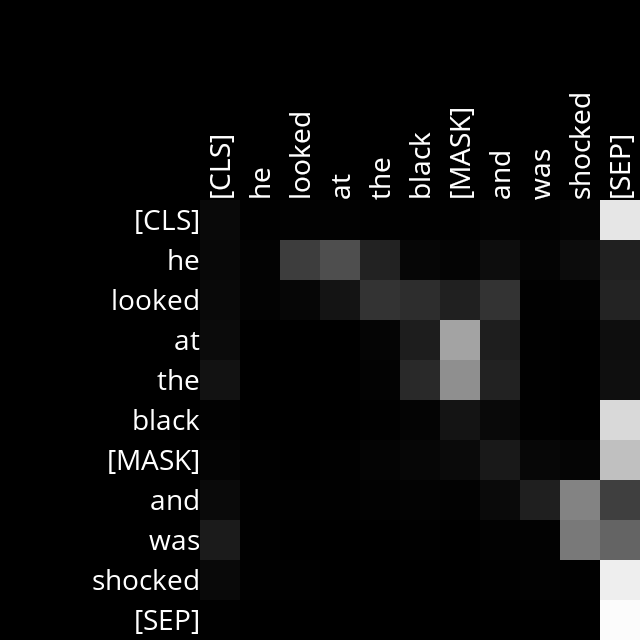 [CLS] he looked at the black [MASK] and was shocked [SEP]
[CLS]
he
looked
at
the
black
[MASK]
and
was
shocked
[SEP]